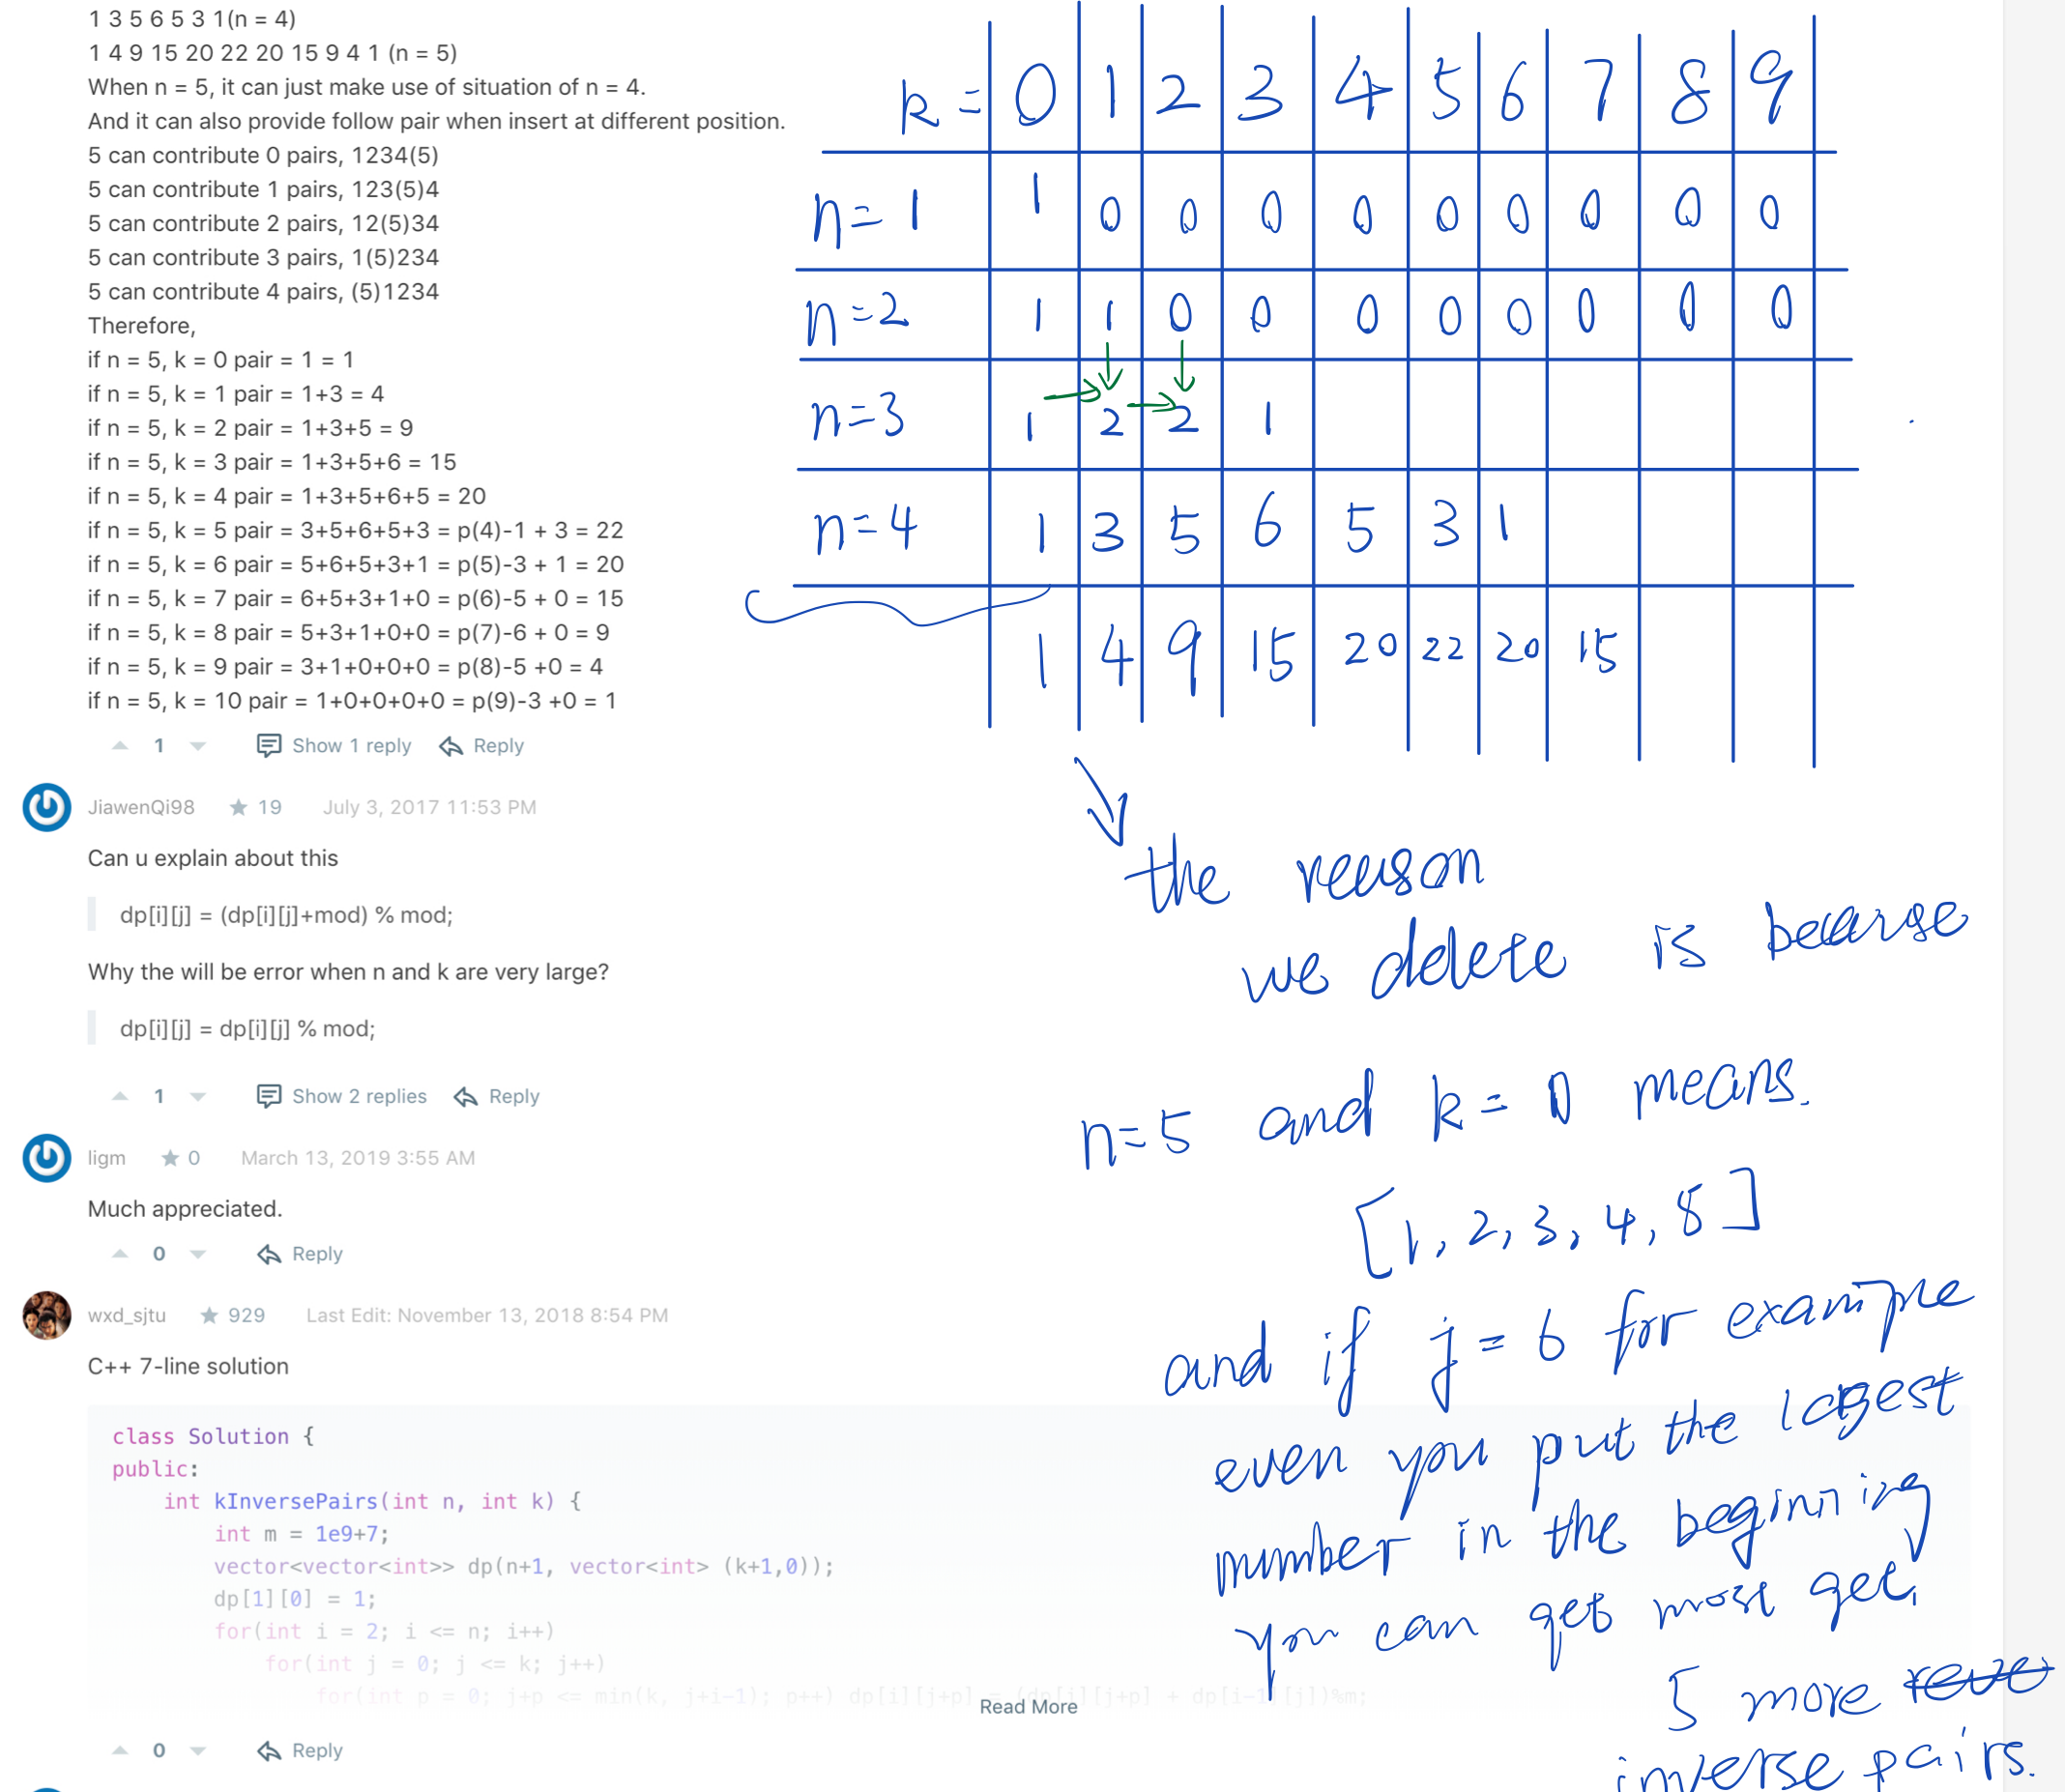 1 3 5 6 5 3 1(n = 4)
1 4 9 15 20 22 20 15 9 4 1 (n = 5)
When n = 5, it can just make use of situation of n = 4.
And it can also provide follow pair when insert at different position.
5 can contribute 0 pairs, 1234(5)
5 can contribute 1 pairs, 123(5)4
5 can contribute 2 pairs, 12(5)34
5 can contribute 3 pairs, 1(5)234
5 can contribute 4 pairs, (5)1234
Therefore,
if n = 5, k = 0 pair = 1 = 1
if n = 5, k = 1 pair = 1+3 = 4
if n = 5, k = 2 pair = 1+3+5 = 9
if n = 5, k = 3 pair = 1+3+5+6 = 15
if n = 5, k = 4 pair = 1+3+5+6+5 = 20
if n = 5, k = 5 pair = 3+5+6+5+3 = p(4)-1 + 3 = 22
if n = 5, k = 6 pair = 5+6+5+3+1 = p(5)-3 + 1 = 20
if n = 5, k = 7 pair = 6+5+3+1+0 = p(6)-5 + 0 = 15
if n = 5, k = 8 pair = 5+3+1+0+0 = p(7)-6 + 0 = 9
if n = 5, k = 9 pair = 3+1+0+0+0 = p(8)-5 +0 = 4
if n = 5, k = 10 pair = 1+0+0+0+0 = p(9)-3 +0 = 1
1 Show 1 reply Reply
JiawenQi98 19 July 3, 2017 11:53 PM
Can u explain about this
dp[i][j] = (dp[i][j]+mod) % mod;
Why the will be error when n and k are very large?
dp[i][j] = dp[i][j] % mod;
1 Show 2 replies Reply
ligm 0 March 13, 2019 3:55 AM
Much appreciated.
0 Reply
wxd_sjtu 929 Last Edit: November 13, 2018 8:54 PM
C++ 7-line solution
class Solution {
public:
int kInversePairs(int n, int k) {
int m = 1e9+7;
vector<vector<int>> dp(n+1, vector<int> (k+1,0));
dp[1][0] = 1;
for(int i = 2; i <= n; i++)
for(int j = 0; j <= k; j++)
for(int p = 0; j+p <= min(k, j+i-1); p++) dp[i][j+p] = (dp[i][j+p] + dp[i-1][j])%m;
Read More
0 Reply
k = 0 1 2 3 4 5 6 7 8 9
n = 1 1 0 0 0 0 0 0 0 0 0
n = 2 1 1 0 0 0 0 0 0 0 0
n = 3 1 2 2 1
n = 4 1 3 5 6 5 3 1
1 4 9 15 20 22 20 15
the reason
we delete is because
n = 5 and k = 0 means.
[1, 2, 3, 4, 5]
and if j = 6 for example
even you put the largest
number in the beginning
you can get most get,
5 more
inverse pairs.